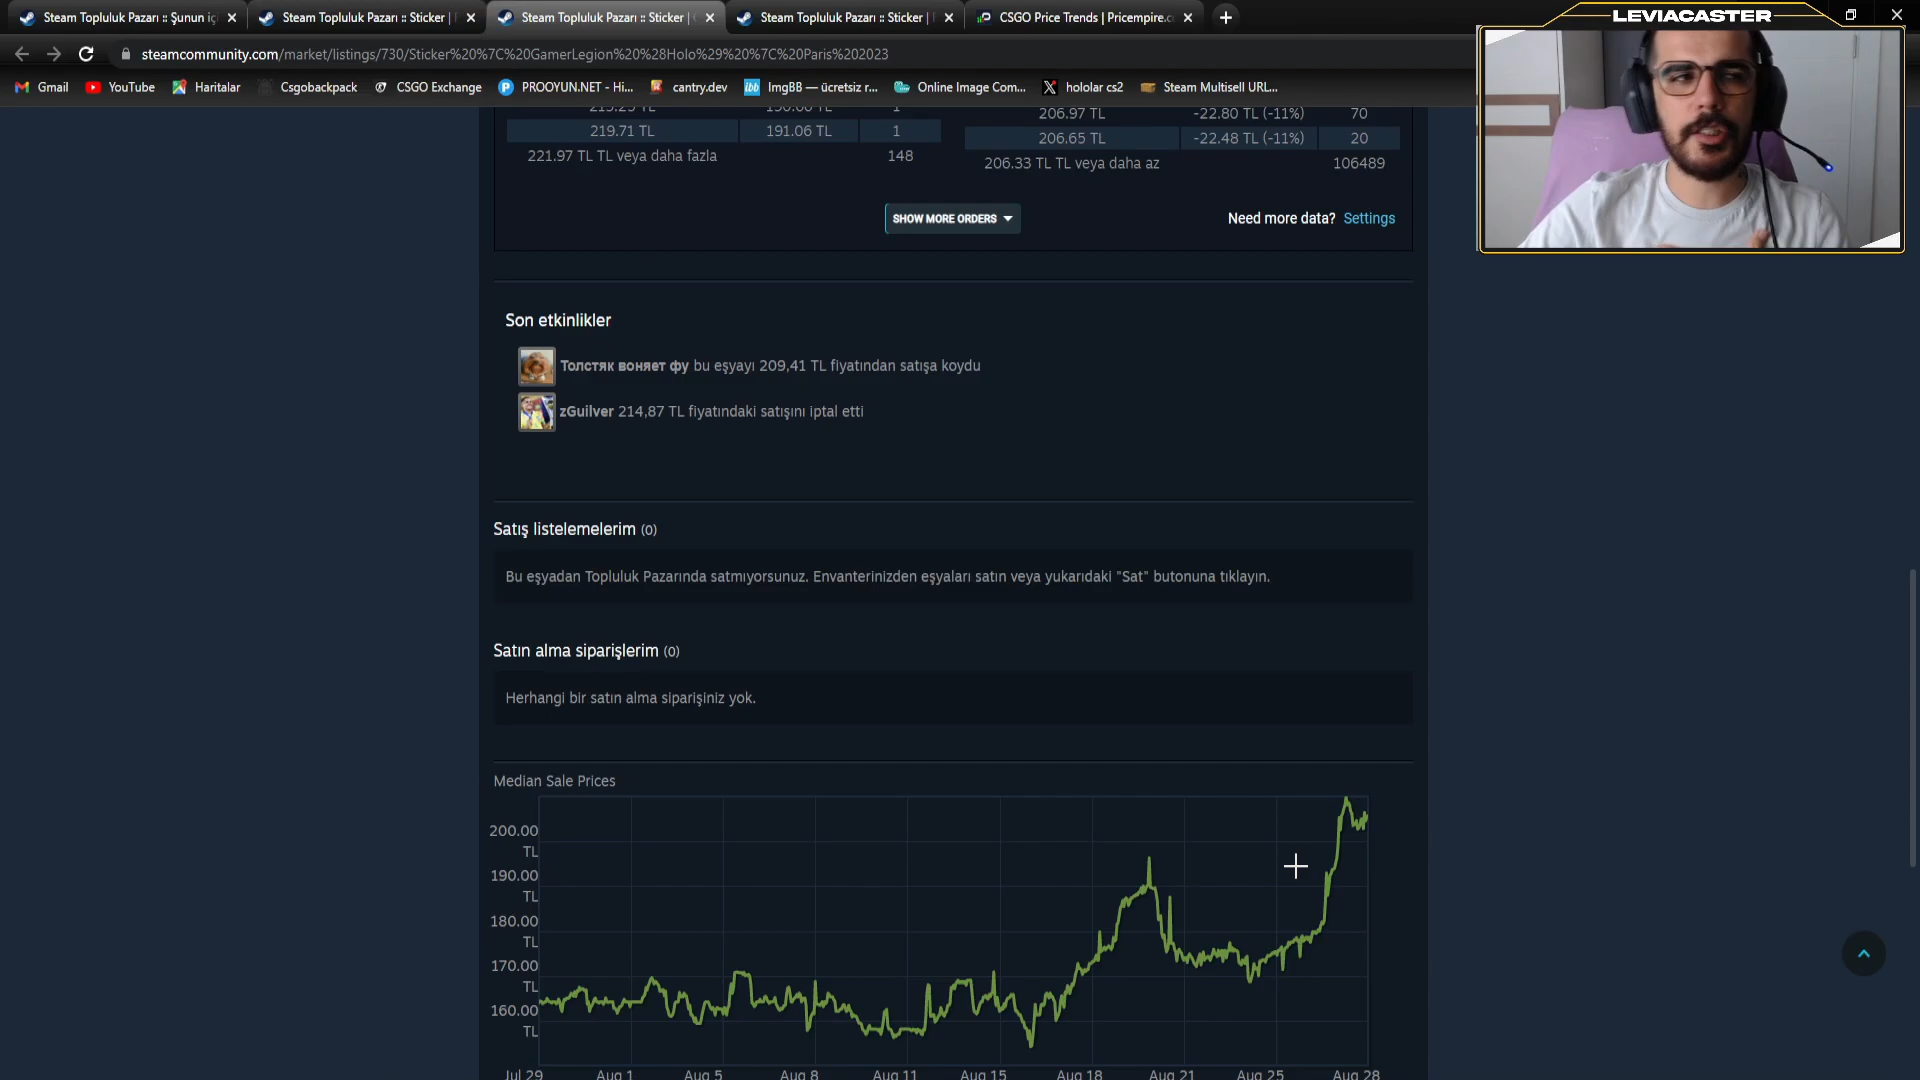 Steam Topluluk Pazarı :: Şunun iç
Steam Topluluk Pazarı :: Sticker |
Steam Topluluk Pazarı :: Sticker |
Steam Topluluk Pazarı :: Sticker |
CSGO Price Trends | Pricempire.c
LEVIACASTER
steamcommunity.com/market/listings/730/Sticker%20%7C%20GamerLegion%20%28Holo%29%20%7C%20Paris%202023
Gmail
YouTube
Haritalar
Csgobackpack
CSGO Exchange
PROOYUN.NET - Hi...
cantry.dev
ibb
ImgBB — ücretsiz r...
Online Image Com...
hololar cs2
Steam Multisell URL...
206.97 TL -22.80 TL (-11%) 70
219.71 TL 191.06 TL 1
206.65 TL -22.48 TL (-11%) 20
221.97 TL TL veya daha fazla 148
206.33 TL TL veya daha az 106489
SHOW MORE ORDERS
Need more data? Settings
Son etkinlikler
Толстяк воняет фу bu eşyayı 209,41 TL fiyatından satışa koydu
zGuilver 214,87 TL fiyatındaki satışını iptal etti
Satış listelemelerim (0)
Bu eşyadan Topluluk Pazarında satmıyorsunuz. Envanterinizden eşyaları satın veya yukarıdaki "Sat" butonuna tıklayın.
Satın alma siparişlerim (0)
Herhangi bir satın alma siparişiniz yok.
Median Sale Prices
200.00
TL
190.00
TL
180.00
TL
170.00
TL
160.00
TL
Jul 29 Aug 1 Aug 5 Aug 8 Aug 11 Aug 15 Aug 18 Aug 21 Aug 25 Aug 28